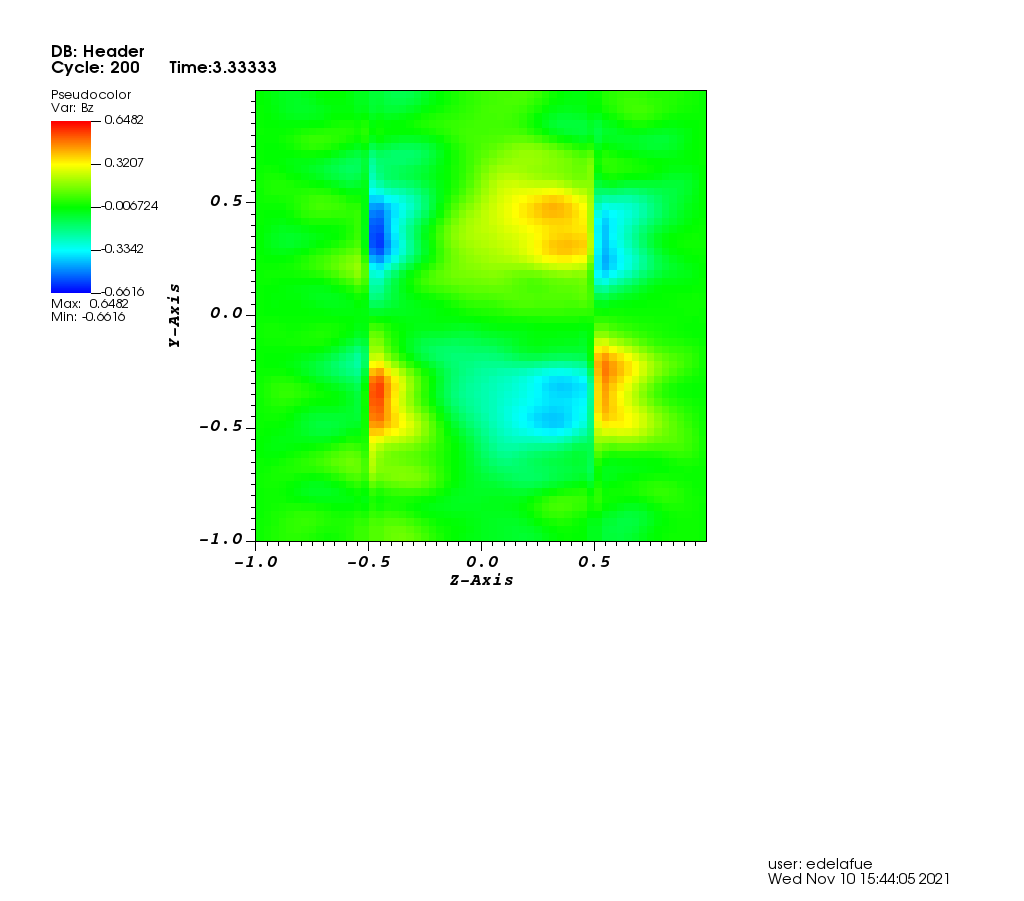 DB: Header
Cycle: 200 Time:3.33333
Pseudocolor
Var: Bz
0.6482
0.3207
-0.006724
-0.3342
-0.6616
Max: 0.6482
Min: -0.6616
Y-Axis
0.5
0.0
-0.5
-1.0
-1.0 -0.5 0.0 0.5
Z-Axis
user: edelafue
Wed Nov 10 15:44:05 2021